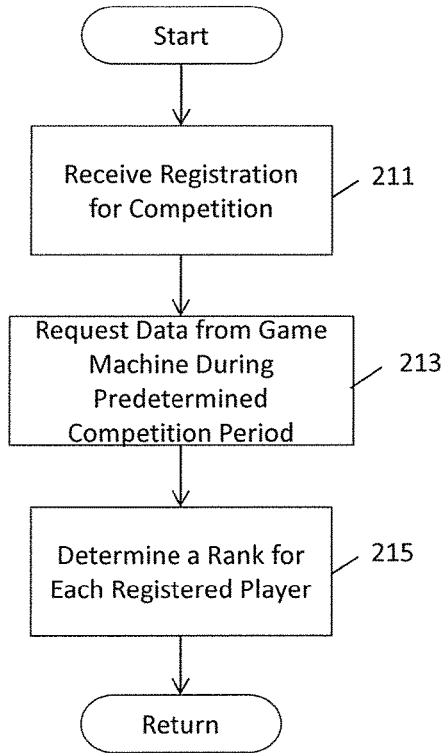 Start
Receive Registration
for Competition
211
Request Data from Game
Machine During
Predetermined
Competition Period
213
Determine a Rank for
Each Registered Player
215
Return